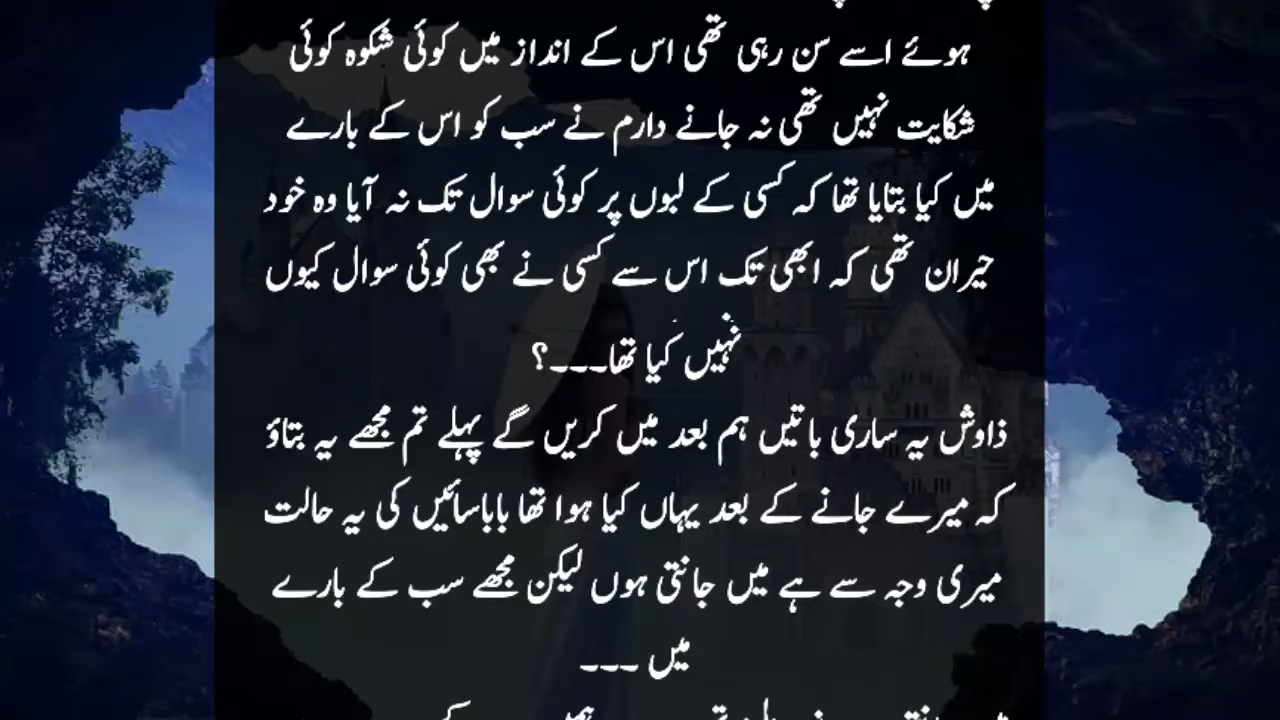 ہوئے اسے سن رہی تھی اس کے انداز میں کوئی شکوہ کوئی
شکایت نہیں تھی نہ جانے دارم نے سب کو اس کے بارے
میں کیا بتایا تھا کہ کسی کے لبوں پر کوئی سوال تک نہ آیا وہ خود
حیران تھی کہ ابھی تک اس سے کسی نے بھی کوئی سوال کیوں
نہیں کیا تھا۔۔۔؟
ذاوش یہ ساری باتیں ہم بعد میں کریں گے پہلے تم مجھے یہ بتاؤ
کہ میرے جانے کے بعد یہاں کیا ہوا تھا باباسائیں کی یہ حالت
میری وجہ سے ہے میں جانتی ہوں لیکن مجھے سب کے بارے
میں ۔۔۔